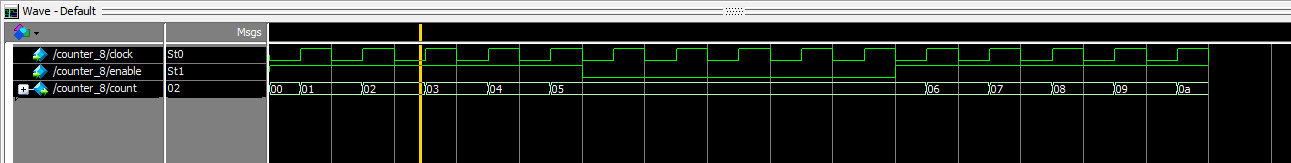 Wave - Default
Msgs
/counter_8/clock St0
/counter_8/enable St1
/counter_8/count 02 00 01 02 03 04 05 06 07 08 09 0a